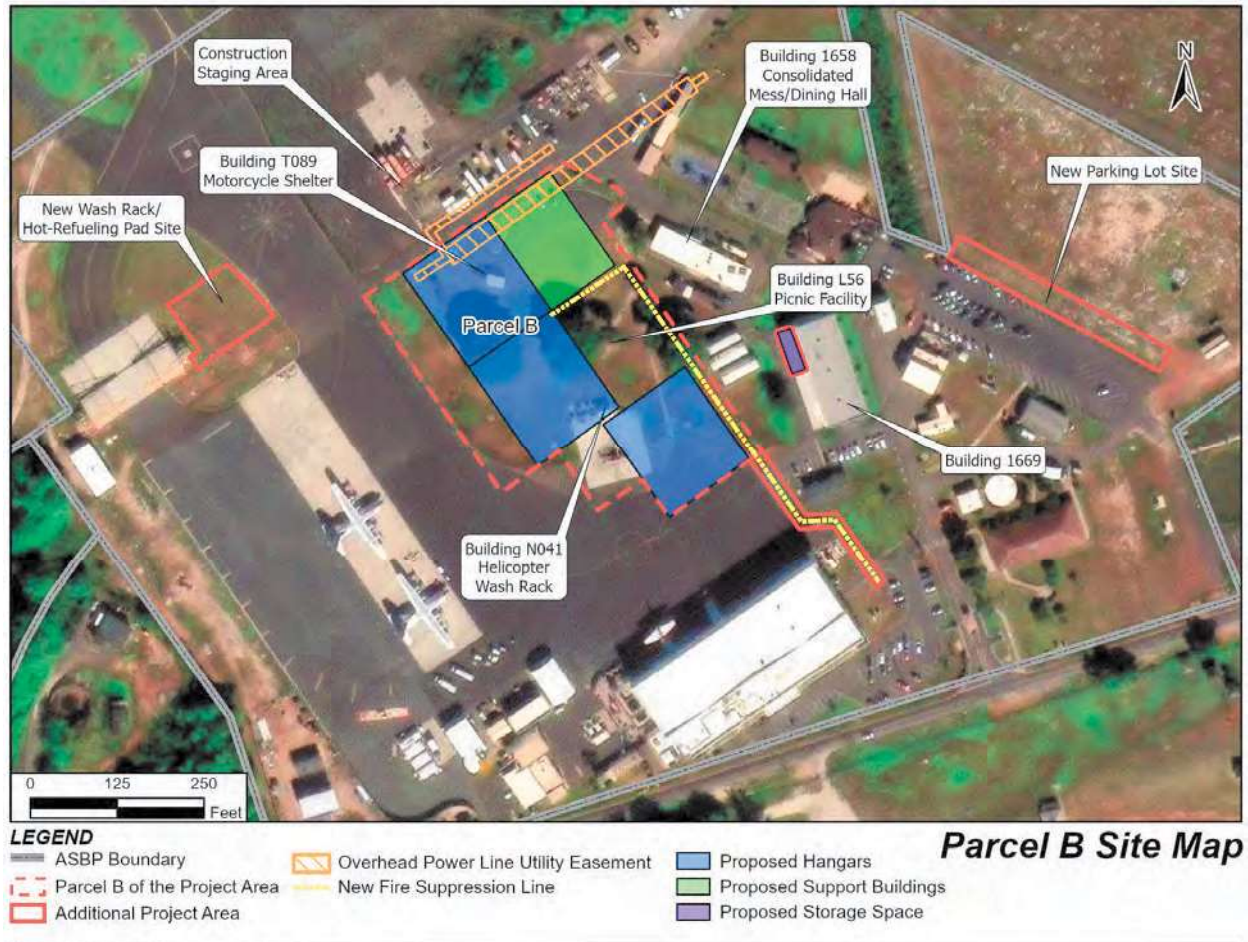 Construction
Staging Area
Building 1658
Consolidated
Mess/Dining Hall
N
Building T089
Motorcycle Shelter
New Parking Lot Site
New Wash Rack/
Hot-Refueling Pad Site
Building L56
Picnic Facility
Parcel B
Building 1669
Building N041
Helicopter
Wash Rack
0 125 250
Feet
LEGEND
ASBP Boundary
Parcel B of the Project Area
Additional Project Area
Overhead Power Line Utility Easement
New Fire Suppression Line
Proposed Hangars
Proposed Support Buildings
Proposed Storage Space
Parcel B Site Map